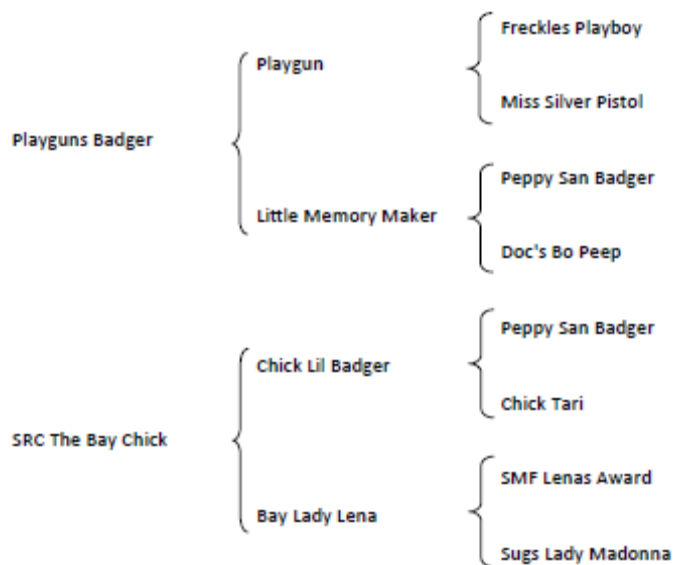 Freckles Playboy
Playgun
Miss Silver Pistol
Playguns Badger
Peppy San Badger
Little Memory Maker
Doc's Bo Peep
Peppy San Badger
Chick Lil Badger
Chick Tari
SRC The Bay Chick
SMF Lenas Award
Bay Lady Lena
Sugs Lady Madonna